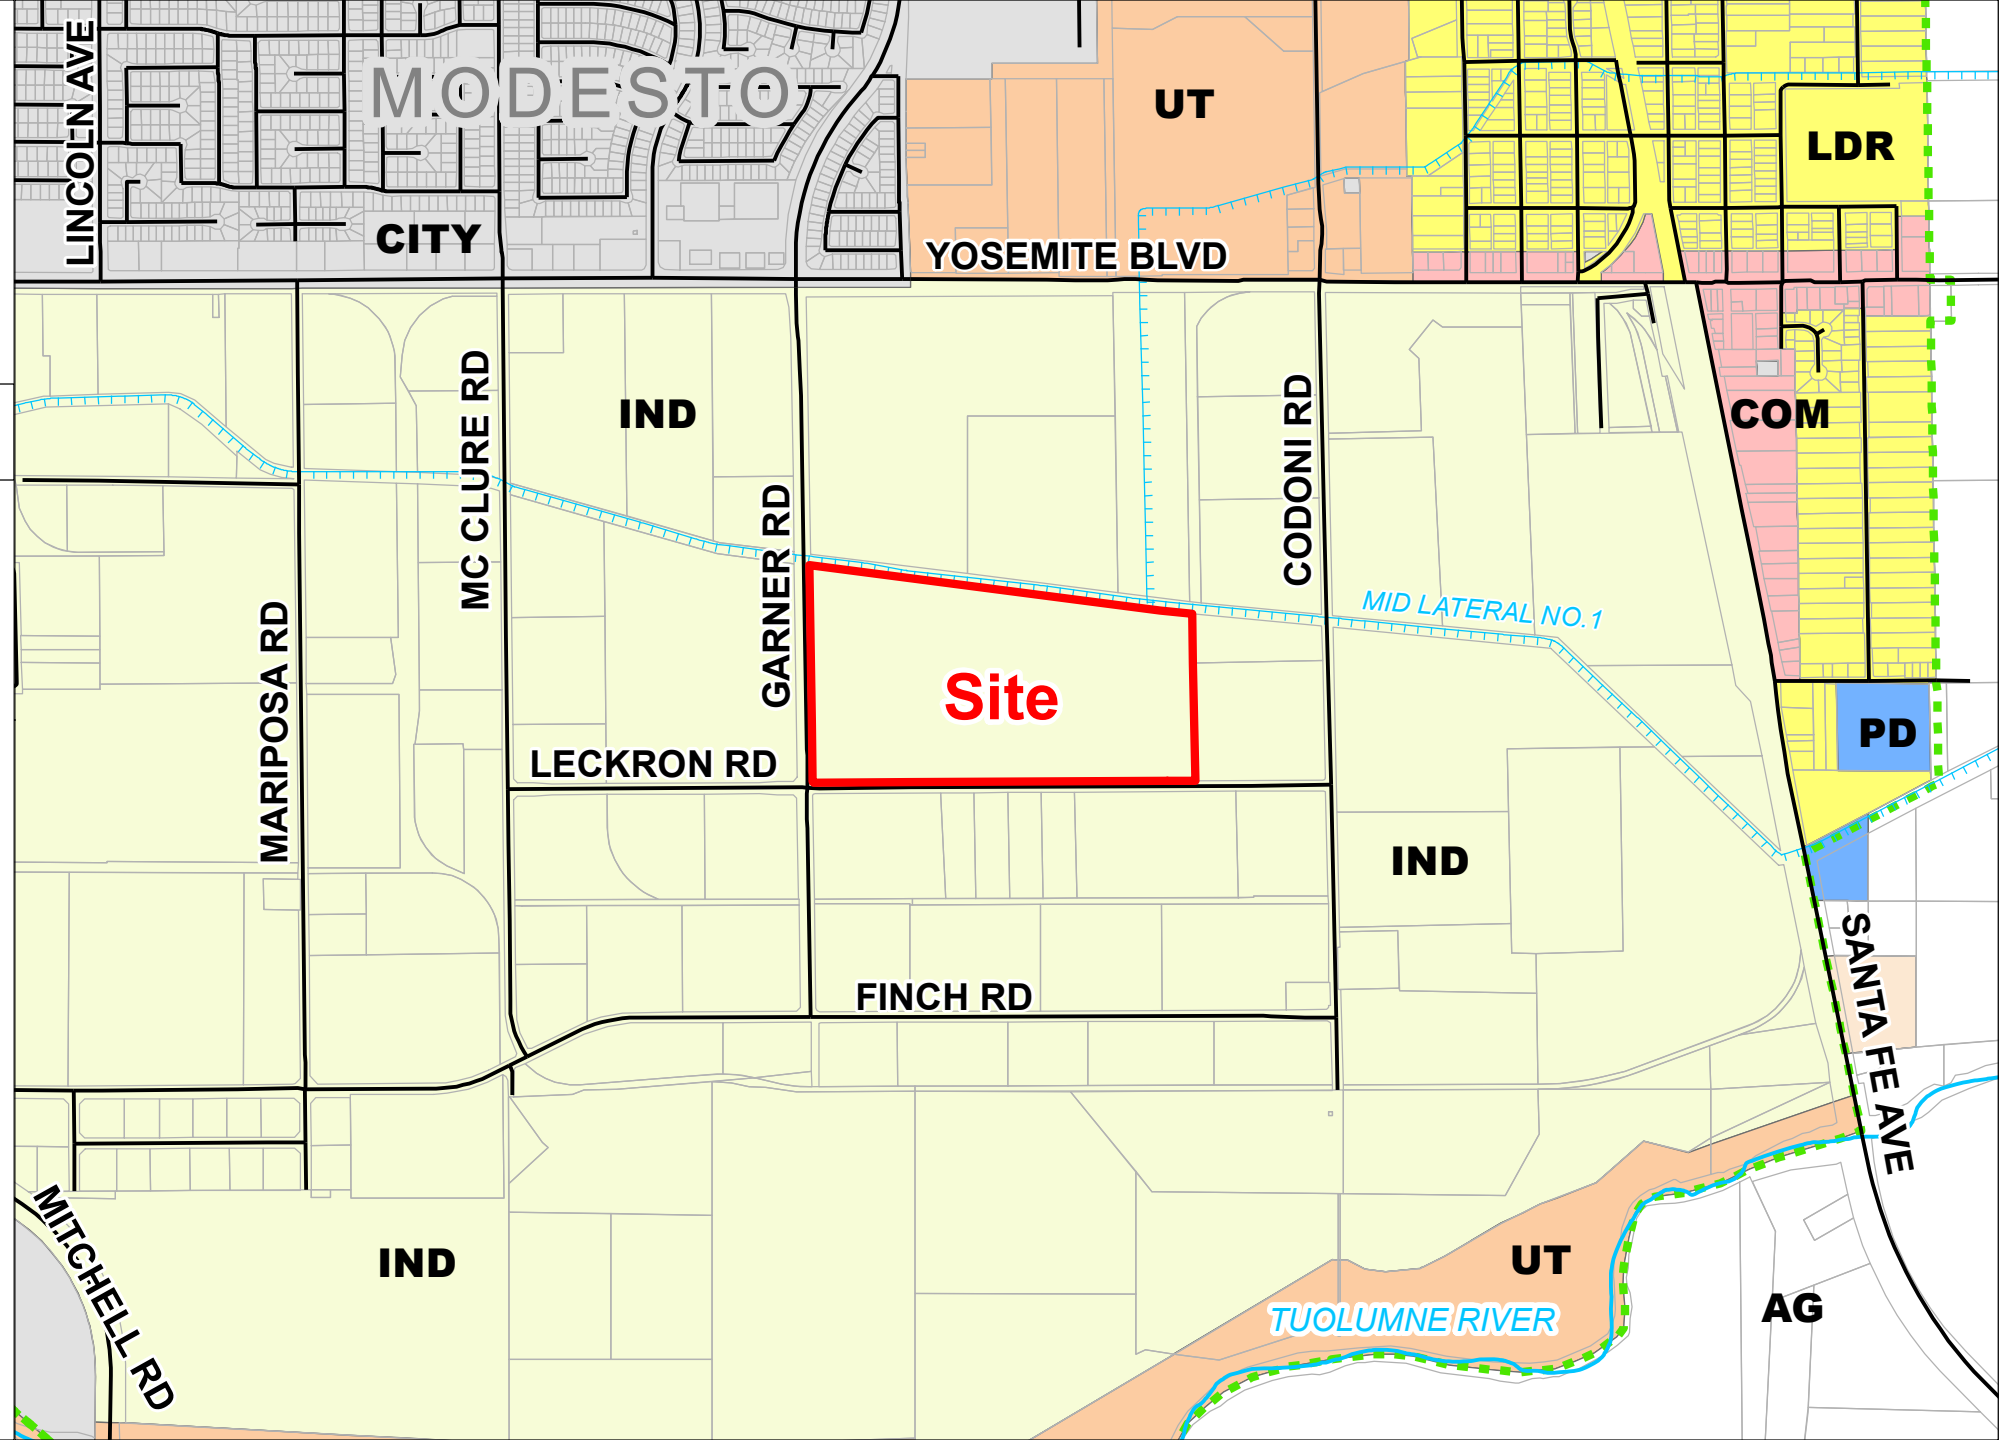 LINCOLN AVE
MODESTO
UT
LDR
CITY
YOSEMITE BLVD
MC CLURE RD
IND
GARNER RD
CODONI RD
COM
MARIPOSA RD
MID LATERAL NO.1
Site
PD
LECKRON RD
IND
SANTA FE AVE
FINCH RD
MITCHELL RD
IND
UT
TUOLUMNE RIVER
AG